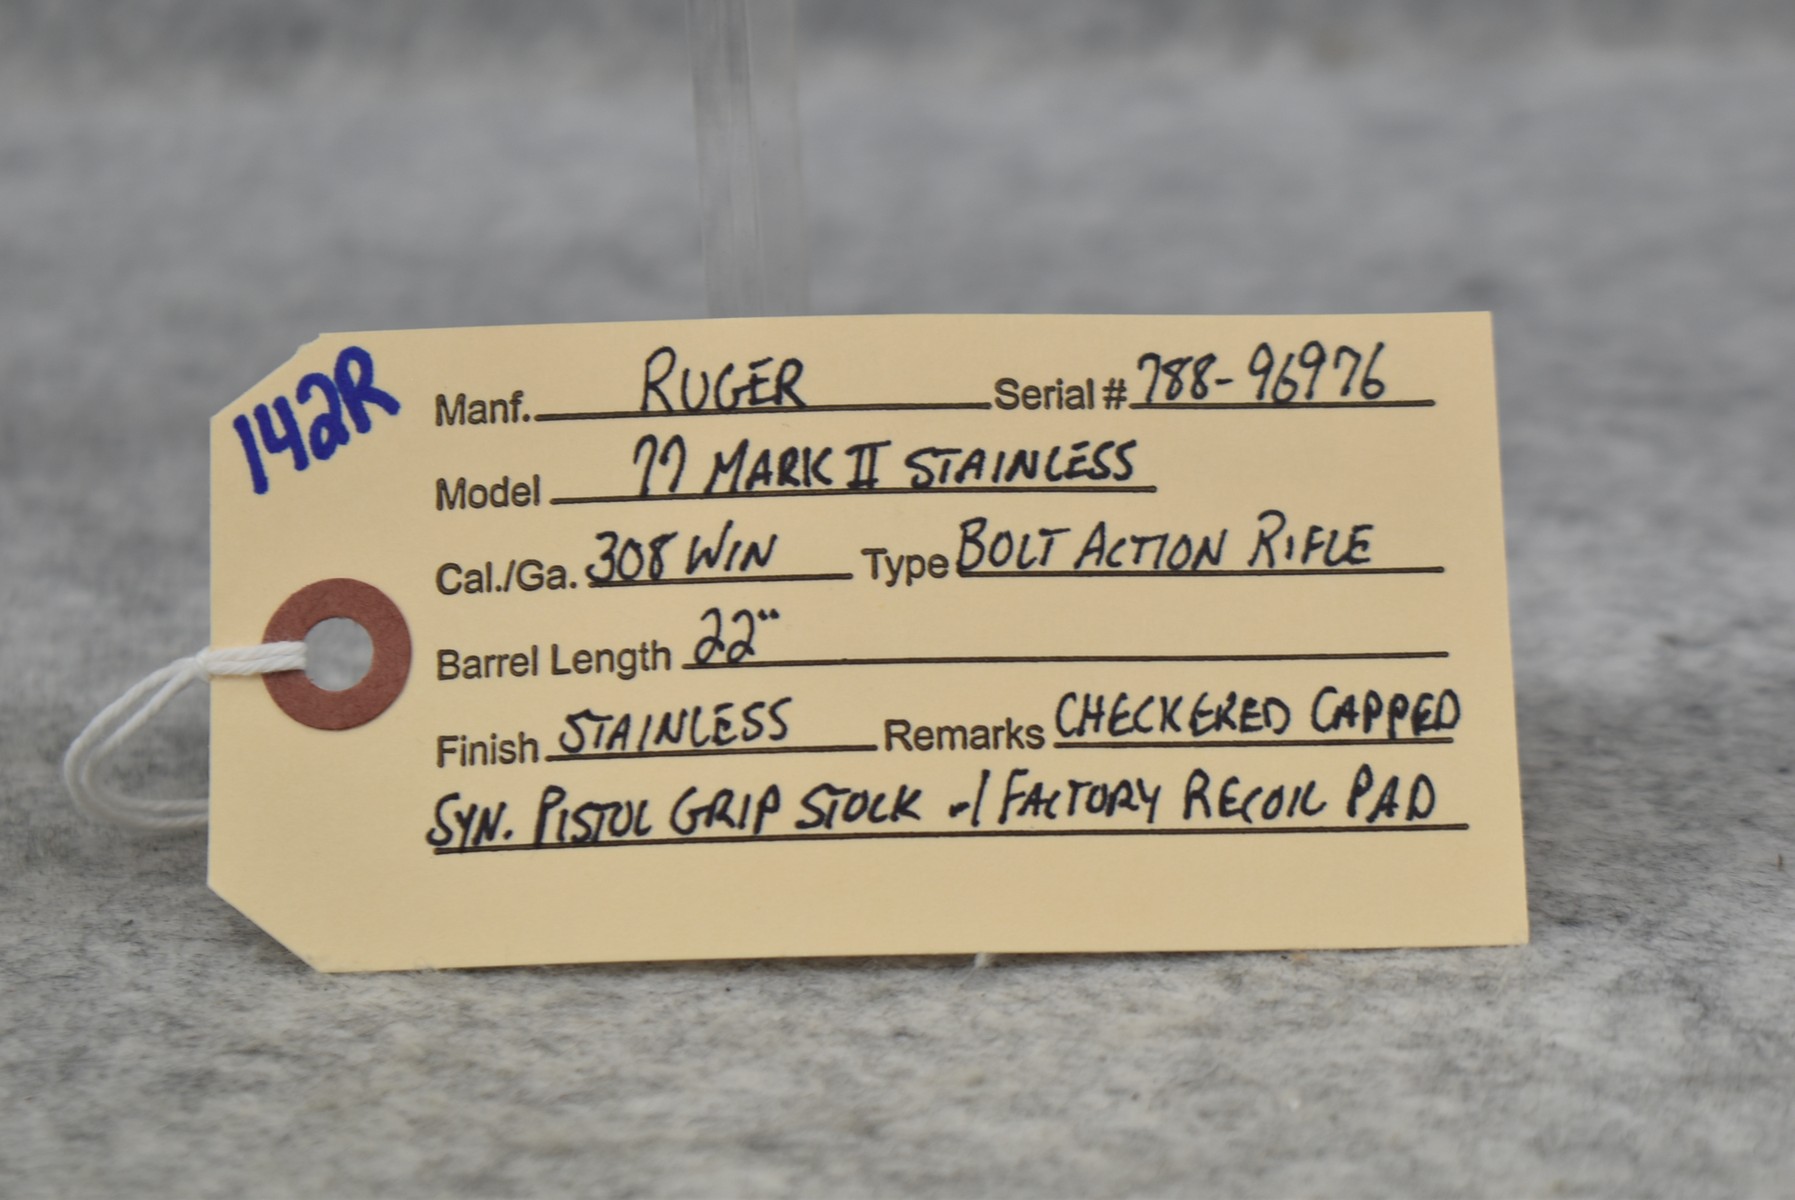 142R
Manf. RUGER Serial # 788-96976
Model 77 MARK II STAINLESS
Cal./Ga. 308 WIN Type BOLT ACTION RIFLE
Barrel Length 22"
Finish STAINLESS Remarks CHECKERED CAPPED
SYN. PISTOL GRIP STOCK w/ FACTORY RECOIL PAD